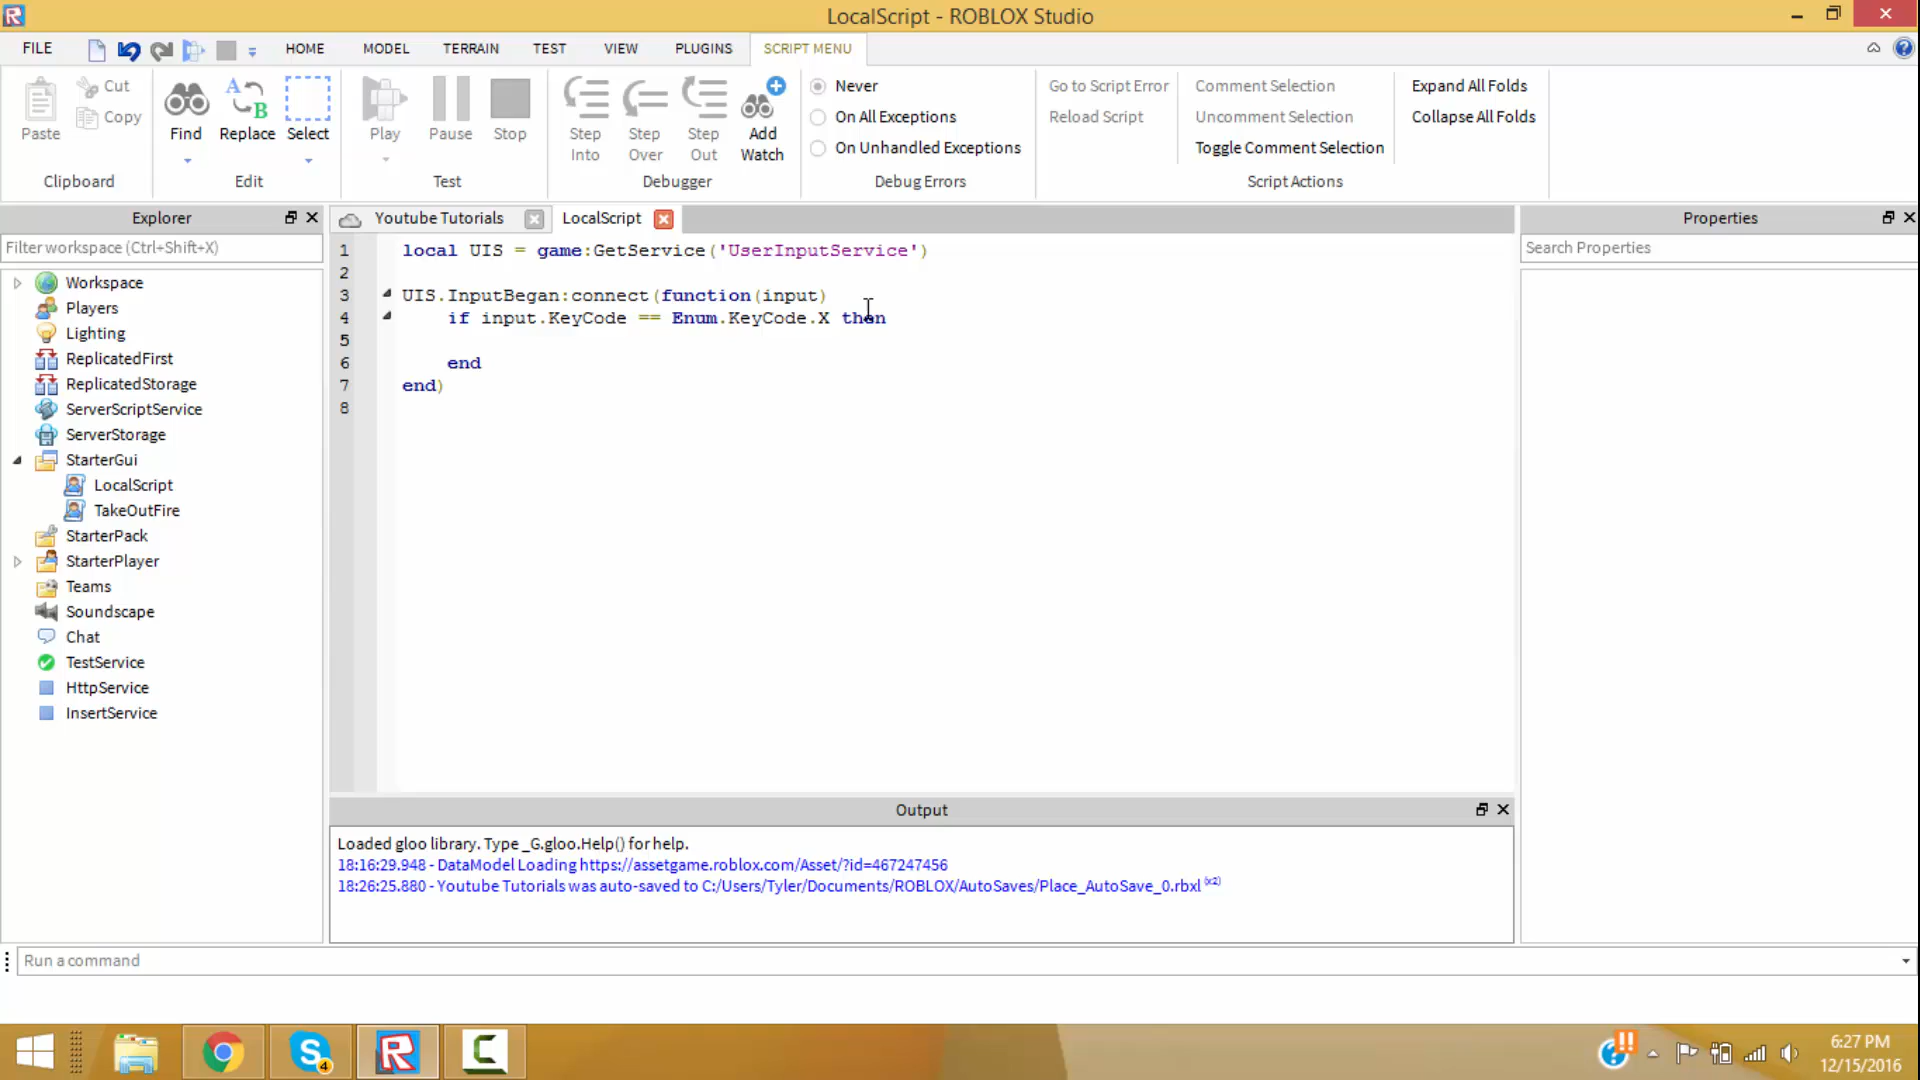 LocalScript - ROBLOX Studio
FILE
HOME
MODEL
TERRAIN
TEST
VIEW
PLUGINS
SCRIPT MENU
Paste
Cut
Copy
Clipboard
Find
Replace
Select
Edit
Play
Pause
Stop
Test
Step Into
Step Over
Step Out
Add Watch
Debugger
Never
On All Exceptions
On Unhandled Exceptions
Debug Errors
Go to Script Error
Reload Script
Comment Selection
Uncomment Selection
Toggle Comment Selection
Script Actions
Expand All Folds
Collapse All Folds
Explorer
Filter workspace (Ctrl+Shift+X)
Workspace
Players
Lighting
ReplicatedFirst
ReplicatedStorage
ServerScriptService
ServerStorage
StarterGui
LocalScript
TakeOutFire
StarterPack
StarterPlayer
Teams
Soundscape
Chat
TestService
HttpService
InsertService
Youtube Tutorials
LocalScript
1 local UIS = game:GetService('UserInputService')
2
3 UIS.InputBegan:connect(function(input)
4 if input.KeyCode == Enum.KeyCode.X then
5
6 end
7 end)
8
Properties
Search Properties
Output
Loaded gloo library. Type _G.gloo.Help() for help.
18:16:29.948 - DataModel Loading https://assetgame.roblox.com/Asset/?id=467247456
18:26:25.880 - Youtube Tutorials was auto-saved to C:/Users/Tyler/Documents/ROBLOX/AutoSaves/Place_AutoSave_0.rbxl (x2)
Run a command
4
6:27 PM
12/15/2016